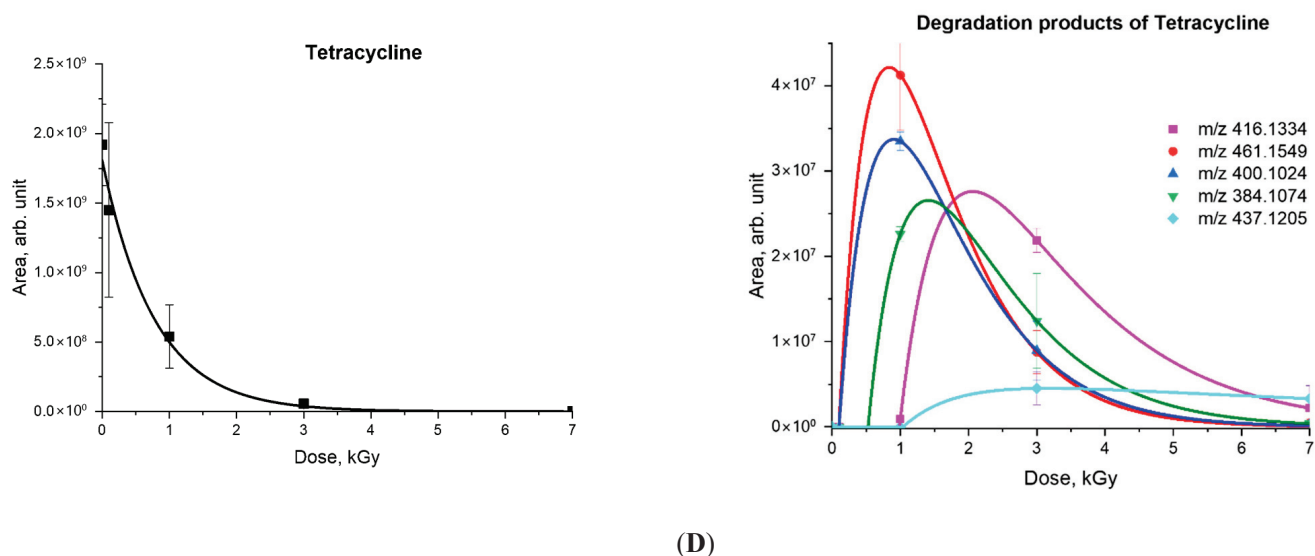 Tetracycline
2.5×10⁹
2.0×10⁹
1.5×10⁹
1.0×10⁹
5.0×10⁸
0.0×10⁰
Area, arb. unit
0 1 2 3 4 5 6 7
Dose, kGy
Degradation products of Tetracycline
4×10⁷
3×10⁷
2×10⁷
1×10⁷
0×10⁰
Area, arb. unit
m/z 416.1334
m/z 461.1549
m/z 400.1024
m/z 384.1074
m/z 437.1205
0 1 2 3 4 5 6 7
Dose, kGy
(D)